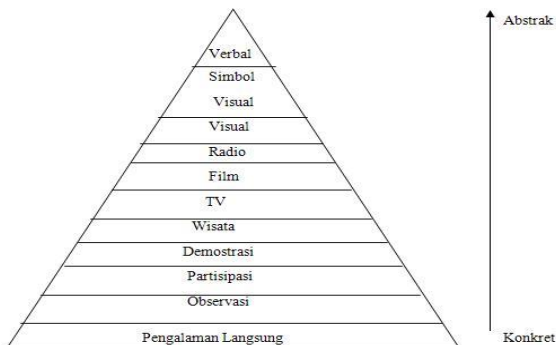 Abstrak
Verbal
Simbol
Visual
Visual
Radio
Film
TV
Wisata
Demostrasi
Partisipasi
Observasi
Pengalaman Langsung
Konkret